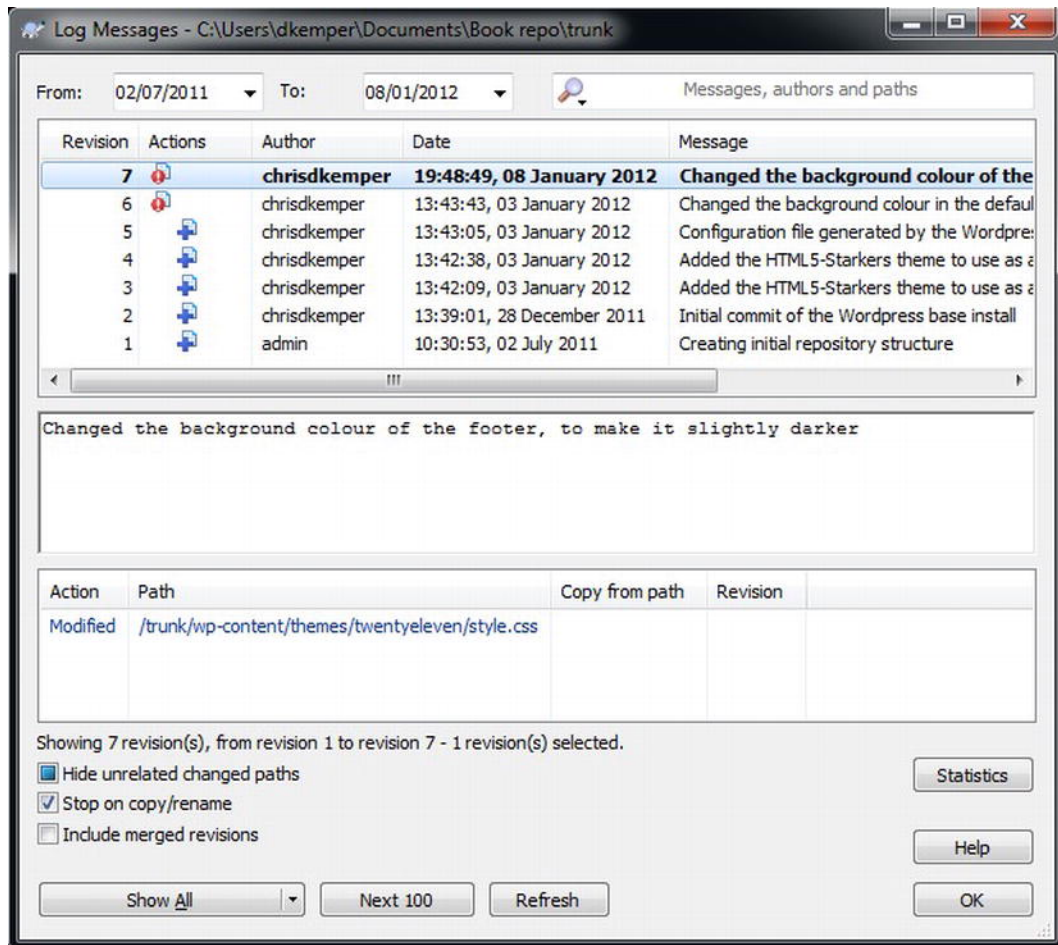 Log Messages - C:\Users\dkemper\Documents\Book repo\trunk
From: 02/07/2011 To: 08/01/2012 Messages, authors and paths
Revision Actions Author Date Message
7 chrisdkemper 19:48:49, 08 January 2012 Changed the background colour of the
6 chrisdkemper 13:43:43, 03 January 2012 Changed the background colour in the defaul
5 chrisdkemper 13:43:05, 03 January 2012 Configuration file generated by the Wordpre
4 chrisdkemper 13:42:38, 03 January 2012 Added the HTML5-Starkers theme to use as a
3 chrisdkemper 13:42:09, 03 January 2012 Added the HTML5-Starkers theme to use as a
2 chrisdkemper 13:39:01, 28 December 2011 Initial commit of the Wordpress base install
1 admin 10:30:53, 02 July 2011 Creating initial repository structure
Changed the background colour of the footer, to make it slightly darker
Action Path Copy from path Revision
Modified /trunk/wp-content/themes/twentyeleven/style.css
Showing 7 revision(s), from revision 1 to revision 7 - 1 revision(s) selected.
Hide unrelated changed paths
Statistics
Stop on copy/rename
Include merged revisions
Help
Show All Next 100 Refresh OK